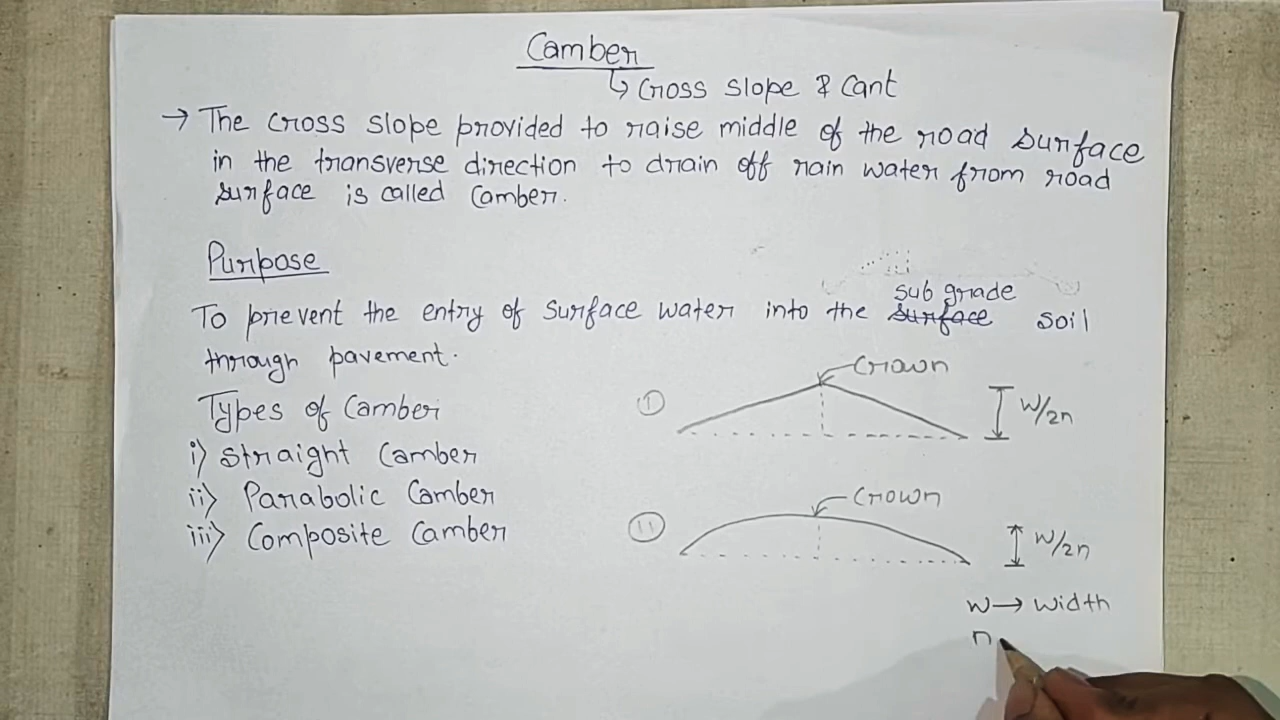 Camber
↳ Cross slope & Cant
→ The cross slope provided to raise middle of the road surface
in the transverse direction to drain off rain water from road
surface is called Camber.
Purpose
sub grade
To prevent the entry of surface water into the surface soil
through pavement.
Crown
Types of Camber
① W/2n
i) Straight Camber
ii) Parabolic Camber
Crown
iii) Composite Camber
ⅱ W/2n
W → Width
n